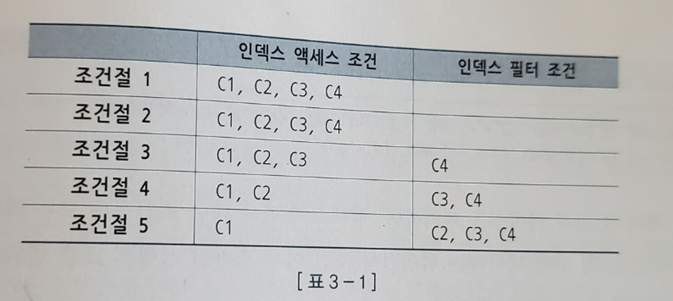 인덱스 액세스 조건 인덱스 필터 조건
조건절 1 C1, C2, C3, C4
조건절 2 C1, C2, C3, C4
조건절 3 C1, C2, C3 C4
조건절 4 C1, C2 C3, C4
조건절 5 C1 C2, C3, C4
[표3-1]